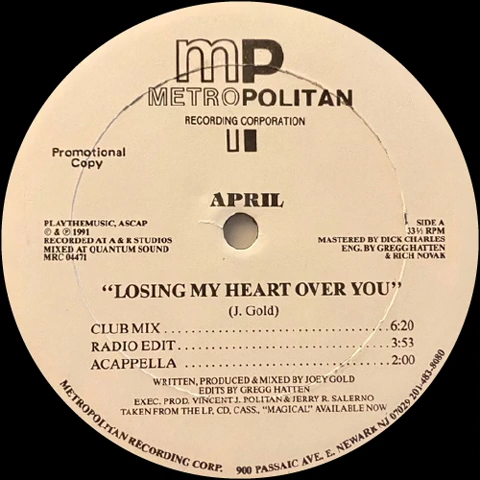 mP
METROPOLITAN
RECORDING CORPORATION
Promotional
Copy
APRIL
PLAYTHEMUSIC, ASCAP
© & ℗ 1991
RECORDED AT A & R STUDIOS
MIXED AT QUANTUM SOUND
MRC 04471
SIDE A
33⅓ RPM
MASTERED BY DICK CHARLES
ENG. BY GREGG HATTEN
& RICH NOVAK
“LOSING MY HEART OVER YOU”
(J. Gold)
CLUB MIX ........................................ 6:20
RADIO EDIT ..................................... 3:53
ACAPPELLA ..................................... 2:00
WRITTEN, PRODUCED & MIXED BY JOEY GOLD
EDITS BY GREGG HATTEN
EXEC. PROD. VINCENT J. POLITAN & JERRY R. SALERNO
TAKEN FROM THE LP, CD, CASS., “MAGICAL” AVAILABLE NOW
METROPOLITAN RECORDING CORP. 900 PASSAIC AVE. E. NEWARK NJ 07029 201-483-8080